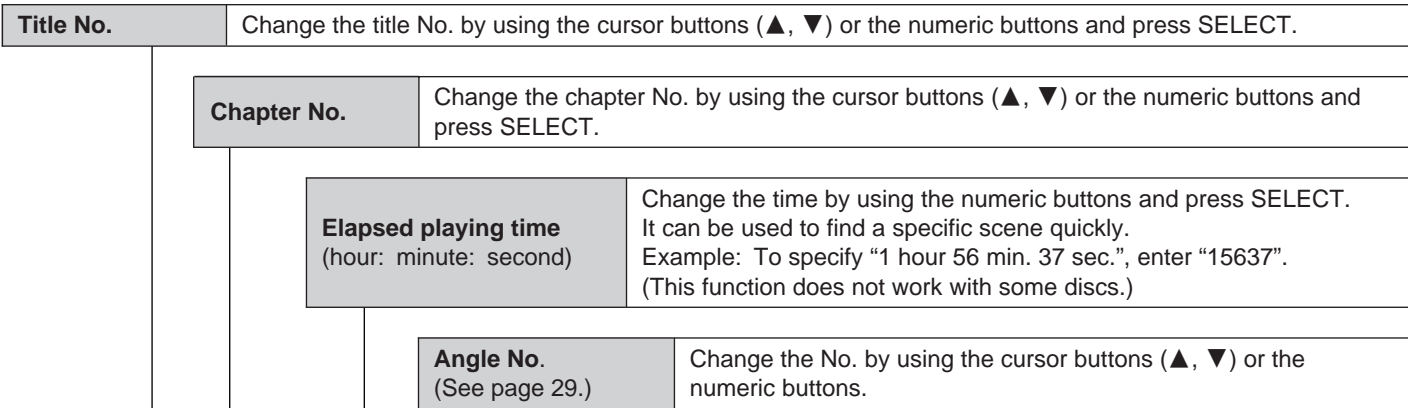 Title No.
Change the title No. by using the cursor buttons (▲, ▼) or the numeric buttons and press SELECT.
Chapter No.
Change the chapter No. by using the cursor buttons (▲, ▼) or the numeric buttons and
press SELECT.
Elapsed playing time
(hour: minute: second)
Change the time by using the numeric buttons and press SELECT.
It can be used to find a specific scene quickly.
Example: To specify “1 hour 56 min. 37 sec.”, enter “15637”.
(This function does not work with some discs.)
Angle No.
(See page 29.)
Change the No. by using the cursor buttons (▲, ▼) or the
numeric buttons.